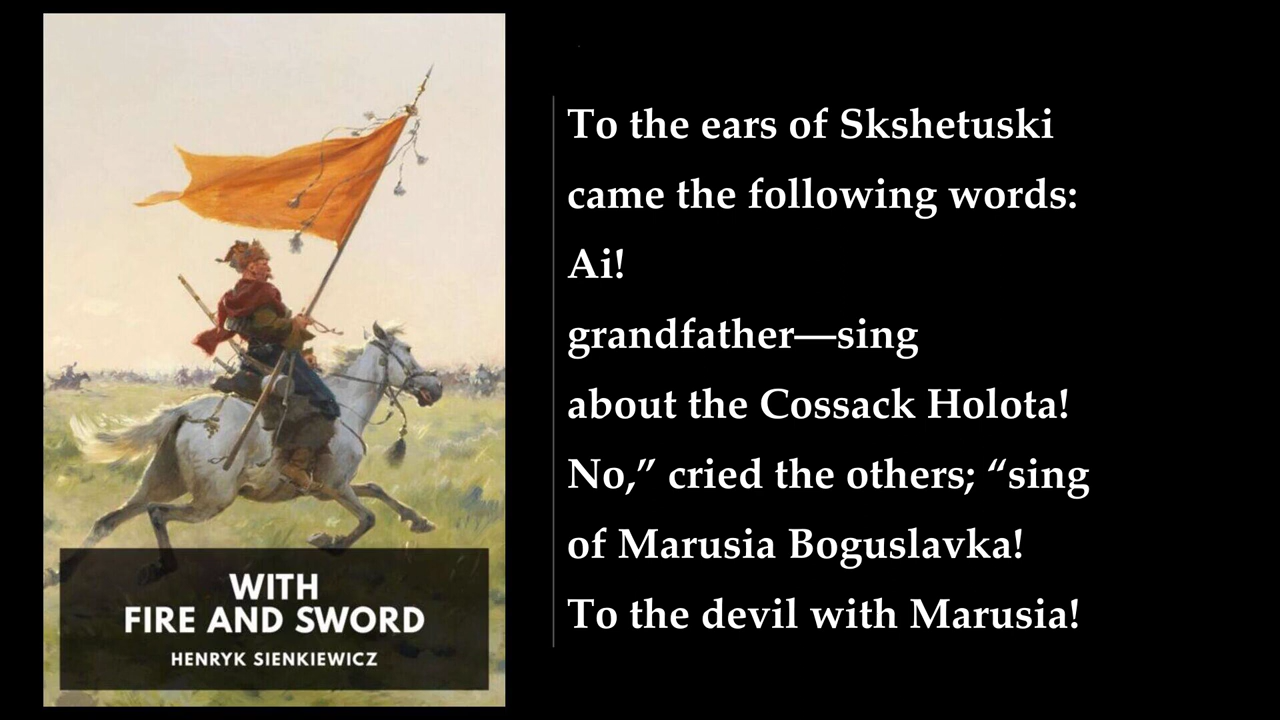 WITH
FIRE AND SWORD
HENRYK SIENKIEWICZ
To the ears of Skshetuski
came the following words:
Ai!
grandfather—sing
about the Cossack Holota!
No,” cried the others; “sing
of Marusia Boguslavka!
To the devil with Marusia!